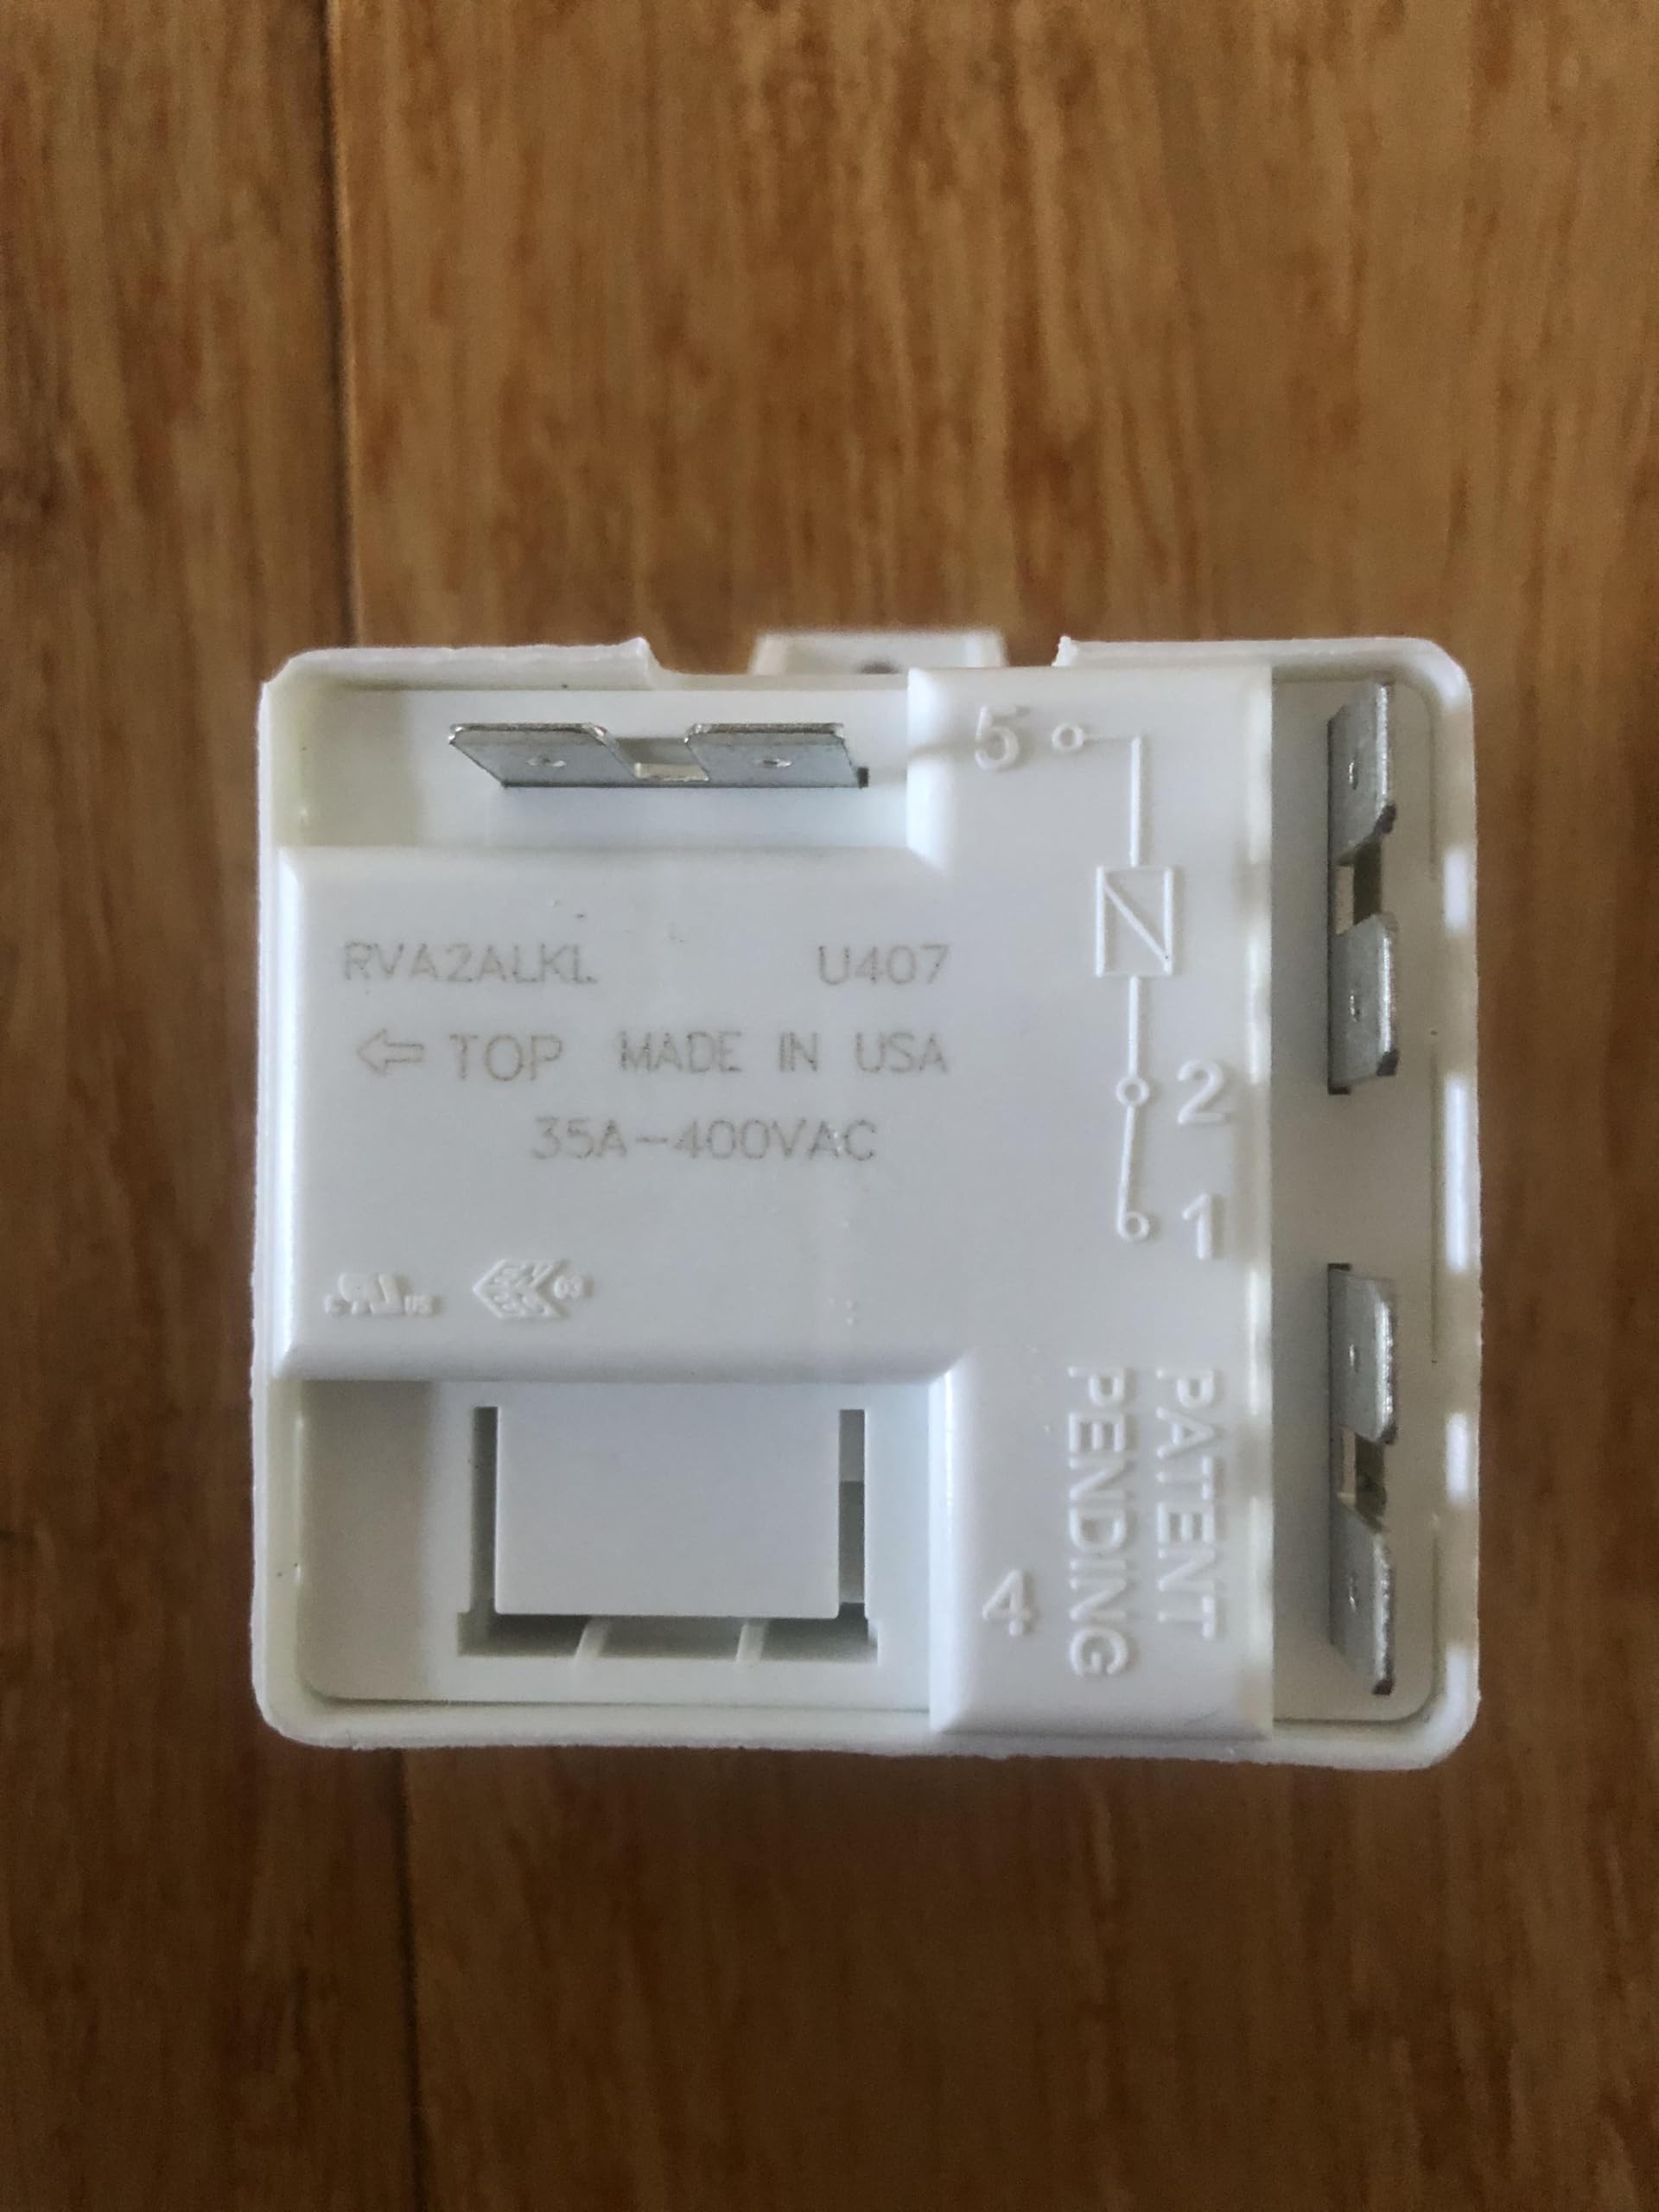 5
RVA2ALKL U407
⇦ TOP MADE IN USA
35A-400VAC
2
1
PATENT
PENDING
4